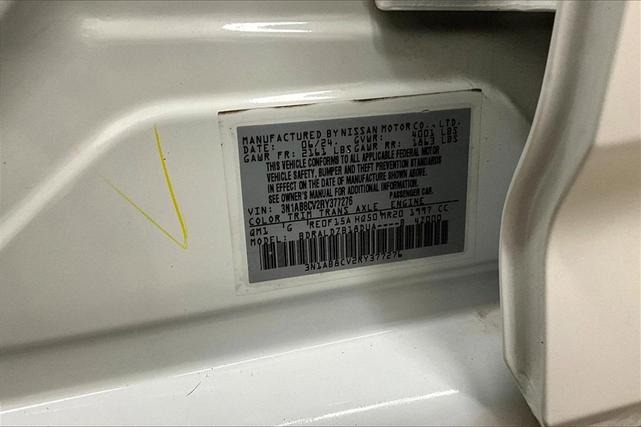 MANUFACTURED BY NISSAN MOTOR CO., LTD.
DATE: 06/24 GVWR: 4001 LBS
GAWR FR: 2161 LBS GAWR RR: 1863 LBS
THIS VEHICLE CONFORMS TO ALL APPLICABLE FEDERAL MOTOR
VEHICLE SAFETY, BUMPER AND THEFT PREVENTION STANDARDS
IN EFFECT ON THE DATE OF MANUFACTURE SHOWN ABOVE.
SEE OWNER'S MANUAL FOR ADDITIONAL INFORMATION.
VIN: 3N1AB8CV2RY377276 PASSENGER CAR
COLOR TRIM TRANS AXLE ENGINE
QM1 G RE0F15A HQ50 MR20 1997 CC
MODEL: BDRALDZB18DUA----B 42000
3N1AB8CV2RY377276